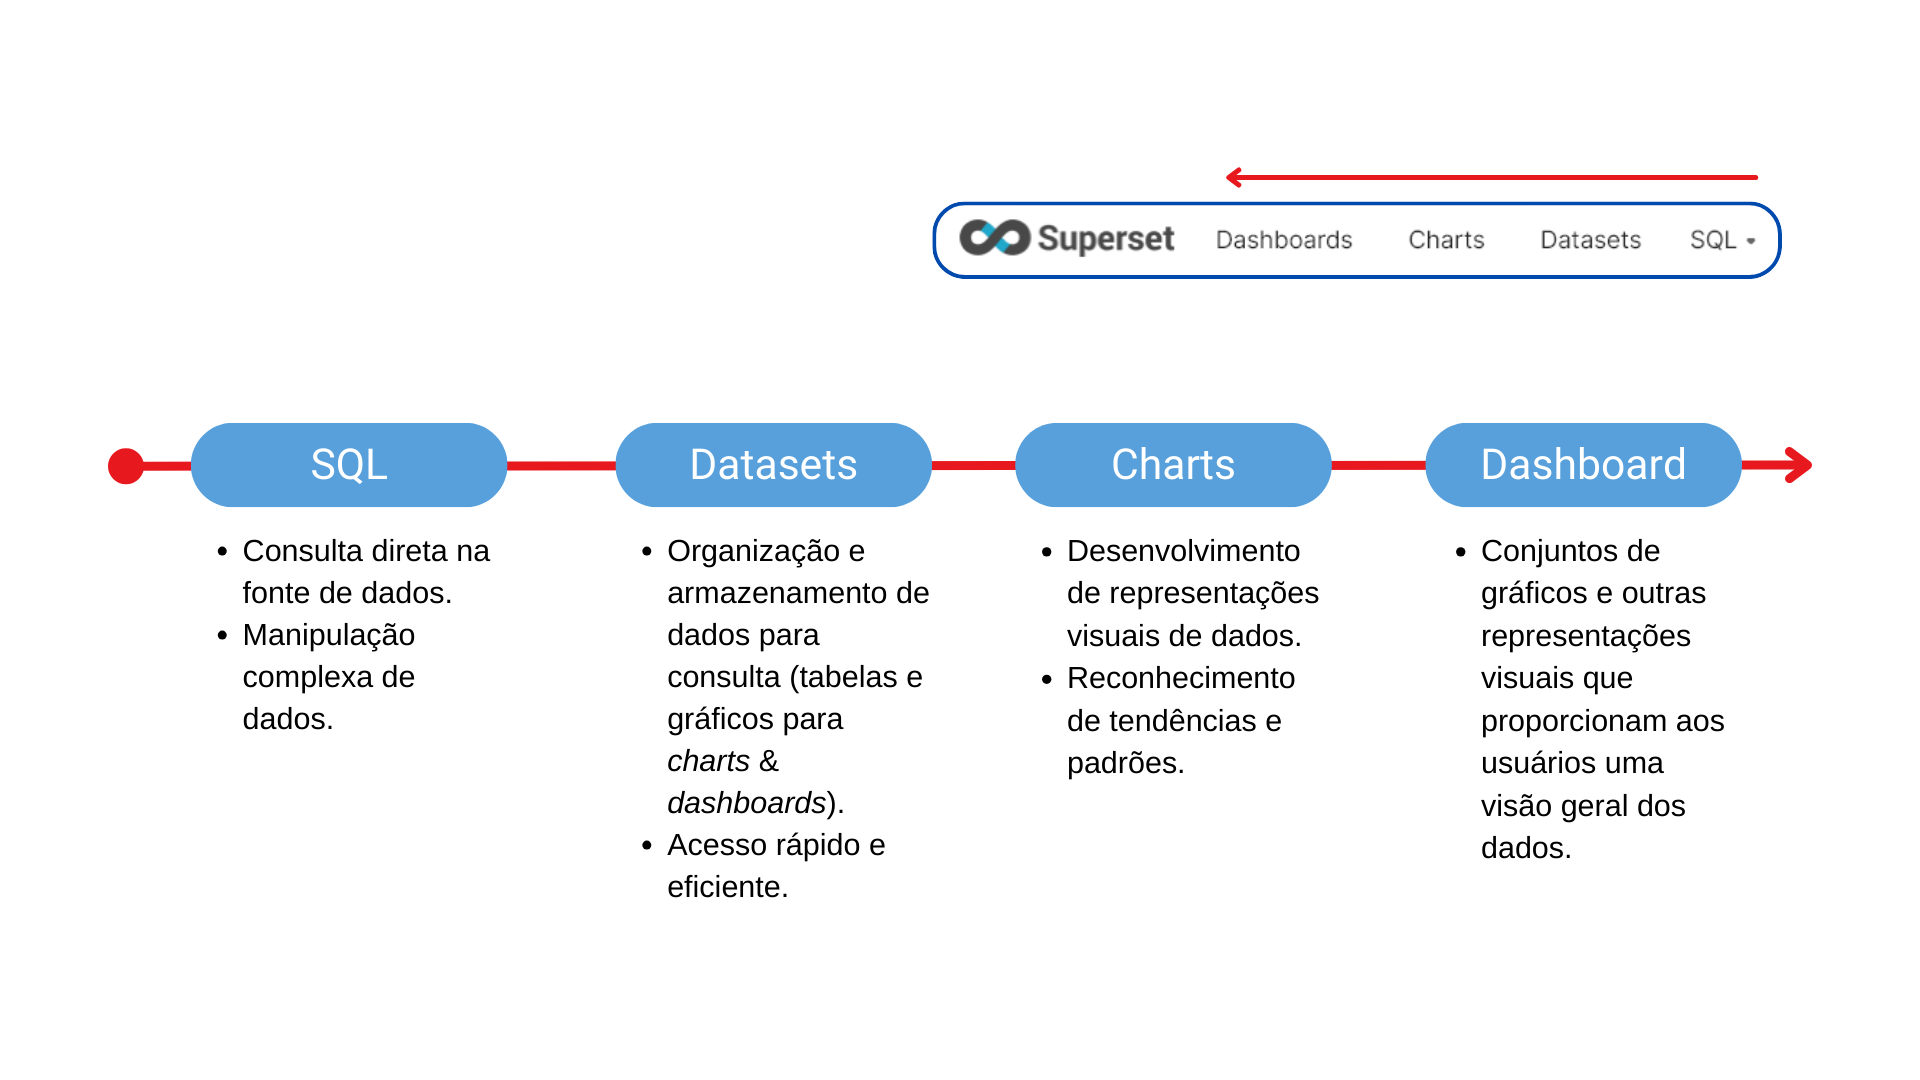 Superset Dashboards Charts Datasets SQL
SQL
• Consulta direta na
fonte de dados.
• Manipulação
complexa de
dados.
Datasets
• Organização e
armazenamento de
dados para
consulta (tabelas e
gráficos para
charts &
dashboards).
• Acesso rápido e
eficiente.
Charts
• Desenvolvimento
de representações
visuais de dados.
• Reconhecimento
de tendências e
padrões.
Dashboard
• Conjuntos de
gráficos e outras
representações
visuais que
proporcionam aos
usuários uma
visão geral dos
dados.